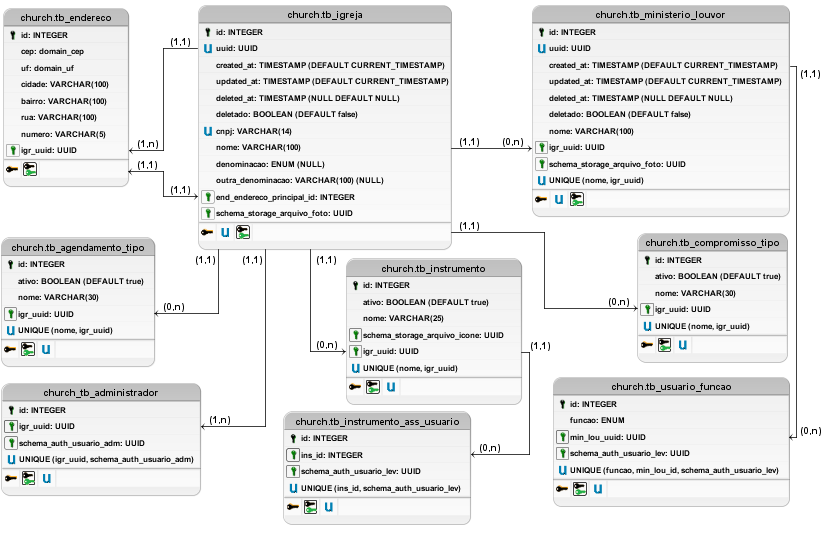 church.tb_endereco
id: INTEGER
cep: domain_cep
uf: domain_uf
cidade: VARCHAR(100)
bairro: VARCHAR(100)
rua: VARCHAR(100)
numero: VARCHAR(5)
igr_uuid: UUID
(1,1)
(1,n)
(1,1)
(1,1)
church.tb_igreja
id: INTEGER
uuid: UUID
created_at: TIMESTAMP (DEFAULT CURRENT_TIMESTAMP)
updated_at: TIMESTAMP (DEFAULT CURRENT_TIMESTAMP)
deleted_at: TIMESTAMP (NULL DEFAULT NULL)
deletado: BOOLEAN (DEFAULT false)
cnpj: VARCHAR(14)
nome: VARCHAR(100)
denominacao: ENUM (NULL)
outra_denominacao: VARCHAR(100) (NULL)
end_endereco_principal_id: INTEGER
schema_storage_arquivo_foto: UUID
U
(1,1)
(0,n)
church.tb_ministerio_louvor
id: INTEGER
uuid: UUID
created_at: TIMESTAMP (DEFAULT CURRENT_TIMESTAMP)
updated_at: TIMESTAMP (DEFAULT CURRENT_TIMESTAMP)
deleted_at: TIMESTAMP (NULL DEFAULT NULL)
deletado: BOOLEAN (DEFAULT false)
nome: VARCHAR(100)
igr_uuid: UUID
schema_storage_arquivo_foto: UUID
UNIQUE (nome, igr_uuid)
U
(1,1)
(1,1)
(0,n)
church.tb_agendamento_tipo
id: INTEGER
ativo: BOOLEAN (DEFAULT true)
nome: VARCHAR(30)
igr_uuid: UUID
UNIQUE (nome, igr_uuid)
U
(1,1)
(0,n)
(1,1)
(1,n)
(1,1)
(0,n)
church.tb_instrumento
id: INTEGER
ativo: BOOLEAN (DEFAULT true)
nome: VARCHAR(25)
schema_storage_arquivo_icone: UUID
igr_uuid: UUID
UNIQUE (nome, igr_uuid)
U
(1,1)
(0,n)
church.tb_compromisso_tipo
id: INTEGER
ativo: BOOLEAN (DEFAULT true)
nome: VARCHAR(30)
igr_uuid: UUID
UNIQUE (nome, igr_uuid)
U
church_tb_administrador
id: INTEGER
igr_uuid: UUID
schema_auth_usuario_adm: UUID
UNIQUE (igr_uuid, schema_auth_usuario_adm)
U
church.tb_instrumento_ass_usuario
id: INTEGER
ins_id: INTEGER
schema_auth_usuario_lev: UUID
UNIQUE (ins_id, schema_auth_usuario_lev)
U
church.tb_usuario_funcao
id: INTEGER
funcao: ENUM
min_lou_uuid: UUID
schema_auth_usuario_lev: UUID
UNIQUE (funcao, min_lou_id, schema_auth_usuario_lev)
U
(0,n)